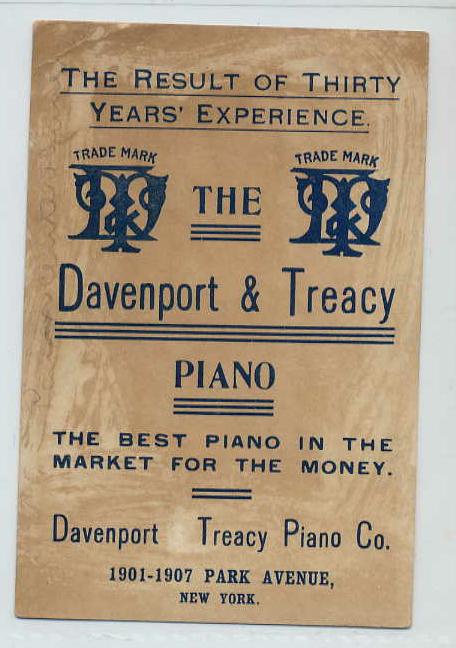 THE RESULT OF THIRTY
YEARS' EXPERIENCE.
TRADE MARK TRADE MARK
THE
Davenport & Treacy
PIANO
THE BEST PIANO IN THE
MARKET FOR THE MONEY.
Davenport Treacy Piano Co.
1901-1907 PARK AVENUE,
NEW YORK.